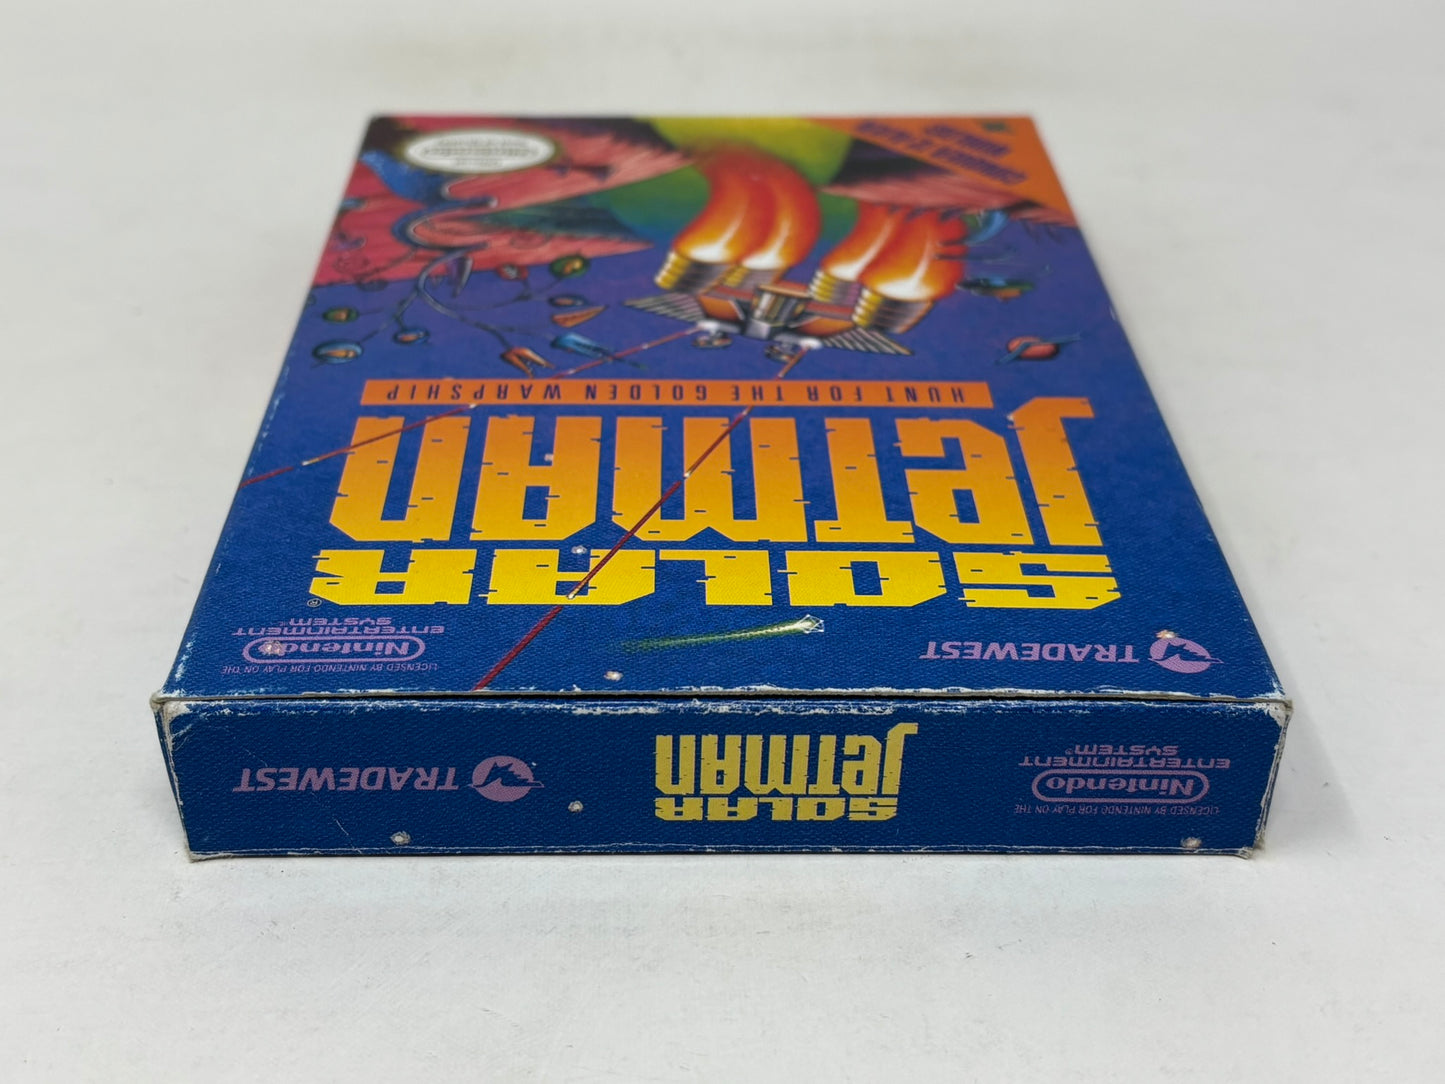 HUNT FOR THE GOLDEN WARPSHIP
JETMAN
SOLAR
®
TRADEWEST
LICENSED BY NINTENDO FOR PLAY ON THE
Nintendo
ENTERTAINMENT
SYSTEM®
SOLAR
JETMAN
LICENSED BY NINTENDO FOR PLAY ON THE
Nintendo
ENTERTAINMENT
SYSTEM®
TRADEWEST